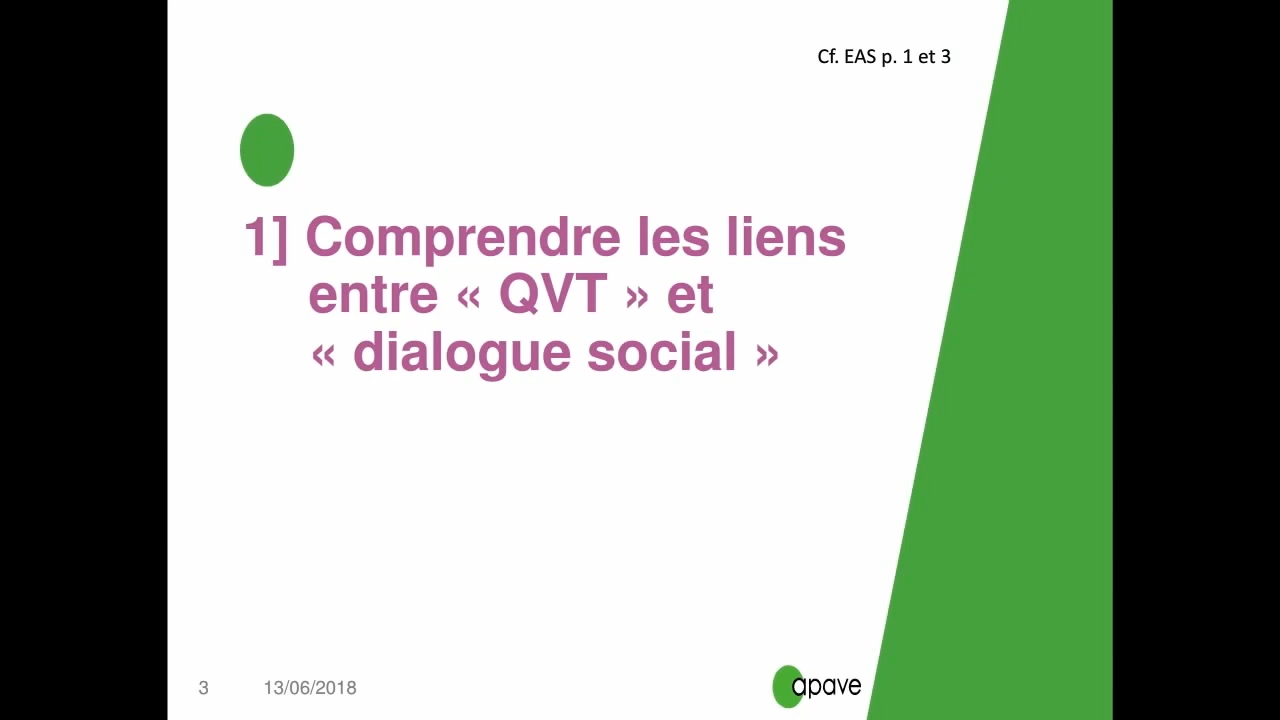 Cf. EAS p. 1 et 3
1] Comprendre les liens
entre « QVT » et
« dialogue social »
3 13/06/2018
apave